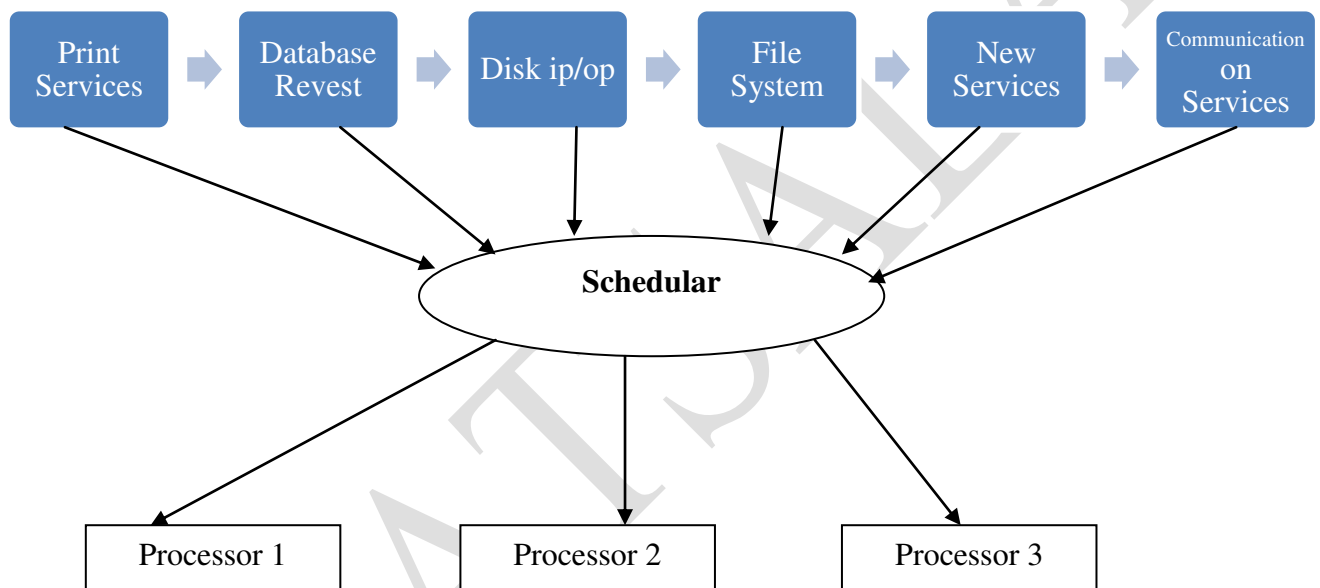 Print
Services
Database
Revest
Disk ip/op
File
System
New
Services
Communication
on
Services
Schedular
Processor 1
Processor 2
Processor 3